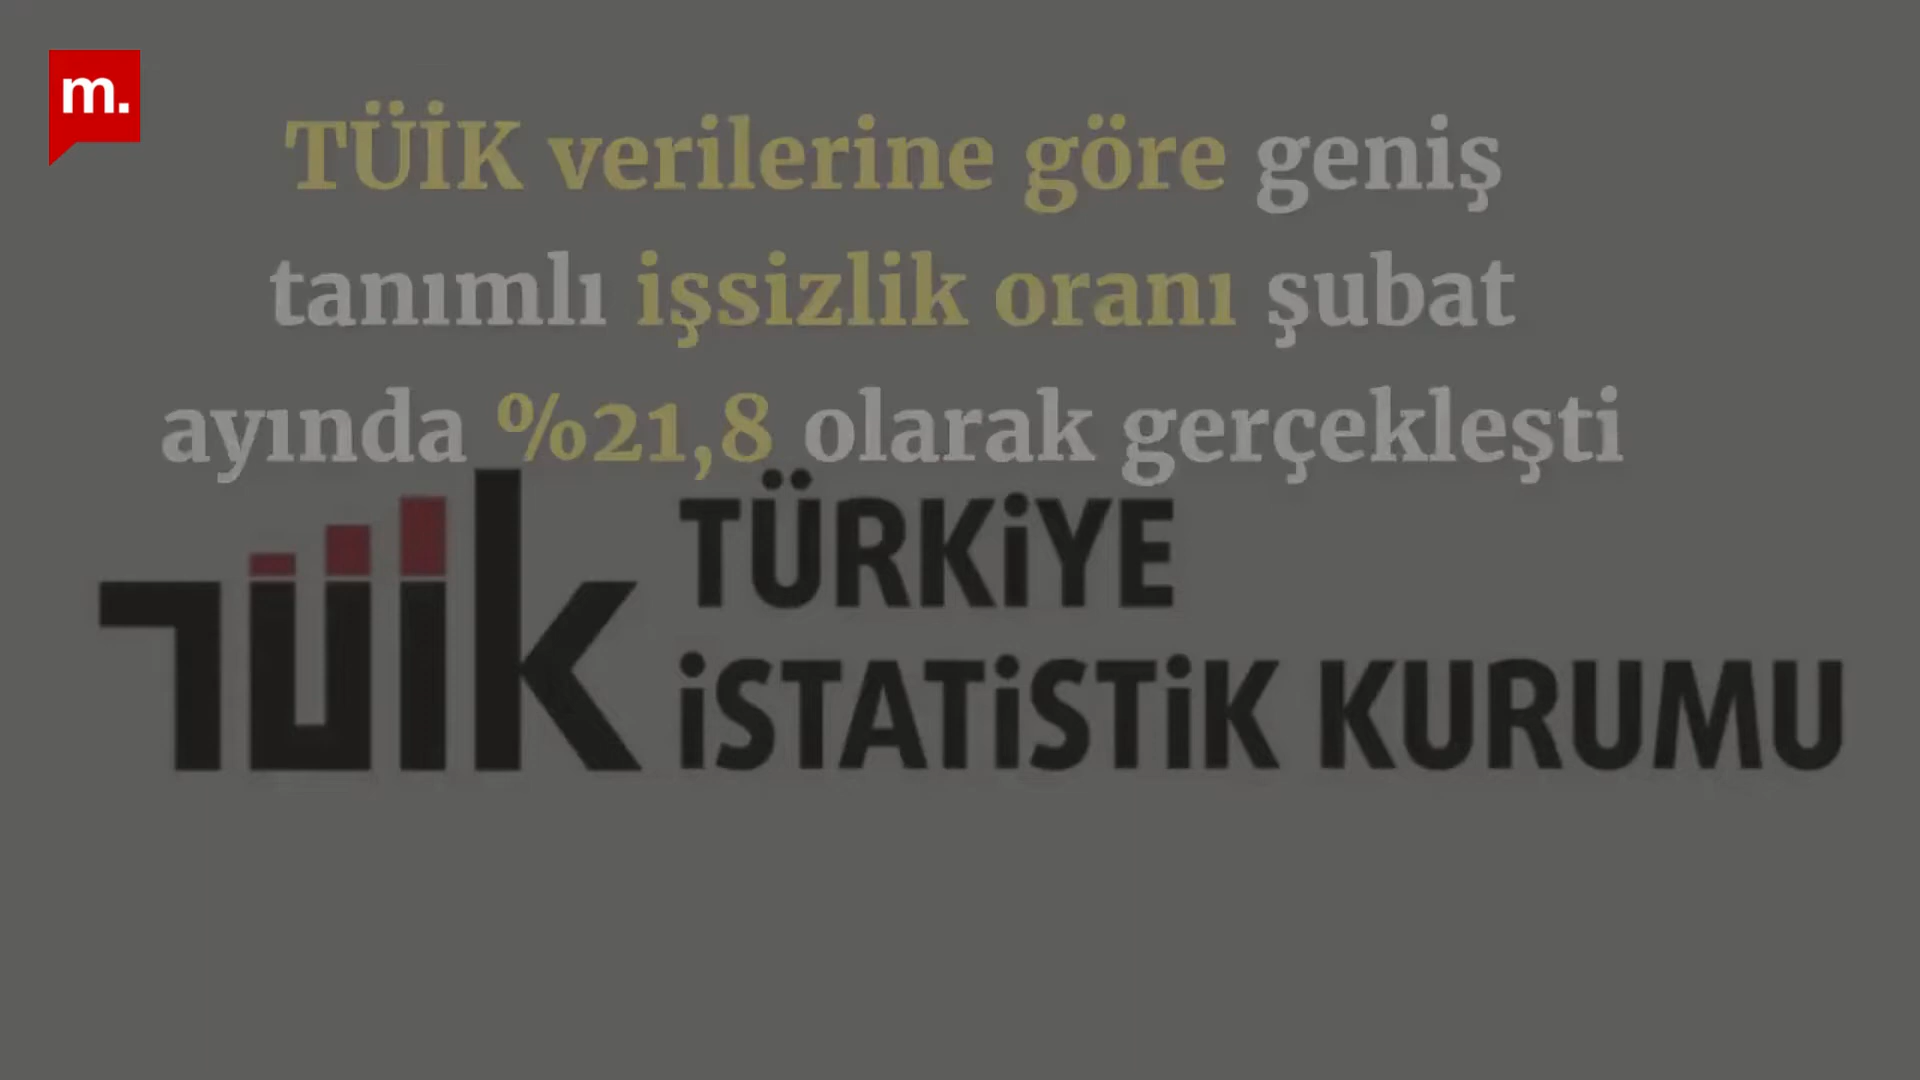 m.
TÜİK verilerine göre geniş
tanımlı işsizlik oranı şubat
ayında %21,8 olarak gerçekleşti
TÜİK TÜRKİYE
İSTATİSTİK KURUMU